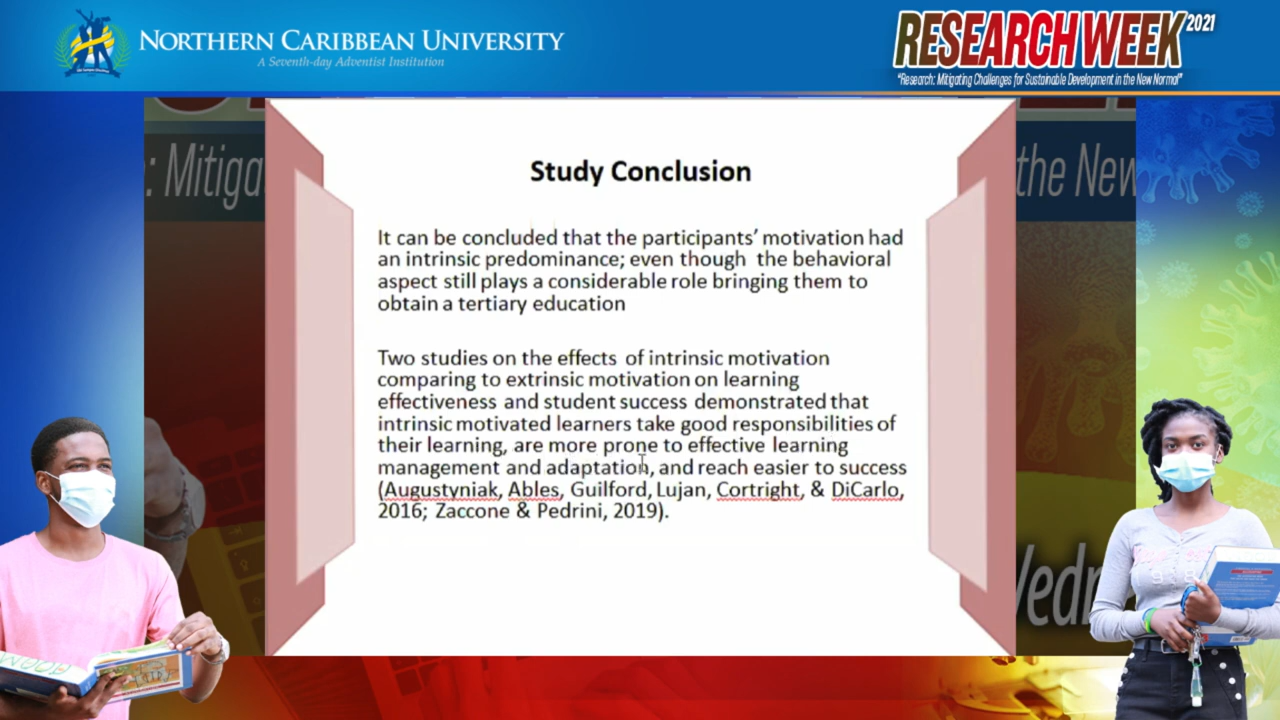 NORTHERN CARIBBEAN UNIVERSITY
A Seventh-day Adventist Institution
RESEARCH WEEK 2021
"Research: Mitigating Challenges for Sustainable Development in the New Normal"
: Mitiga
the New
Study Conclusion
It can be concluded that the participants' motivation had
an intrinsic predominance; even though the behavioral
aspect still plays a considerable role bringing them to
obtain a tertiary education
Two studies on the effects of intrinsic motivation
comparing to extrinsic motivation on learning
effectiveness and student success demonstrated that
intrinsic motivated learners take good responsibilities of
their learning, are more prone to effective learning
management and adaptation, and reach easier to success
(Augustyniak, Ables, Guilford, Lujan, Cortright, & DiCarlo,
2016; Zaccone & Pedrini, 2019).
Wedn